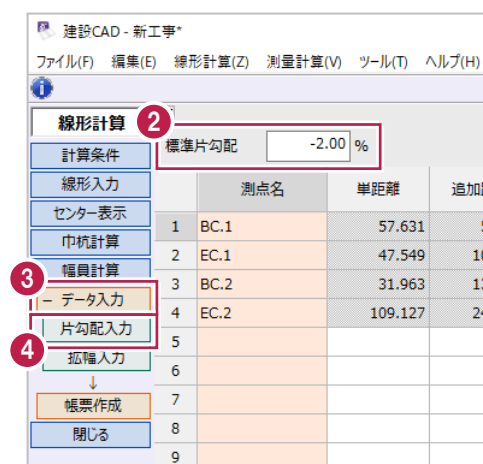 建設CAD - 新工事*
ファイル(F) 編集(E) 線形計算(Z) 測量計算(V) ツール(T) ヘルプ(H)
線形計算
2
標準片勾配 -2.00 %
計算条件
線形入力
センター表示
巾杭計算
幅員計算
3
− データ入力
片勾配入力
4
拡幅入力
↓
帳票作成
閉じる
測点名 単距離 追加
1 BC.1 57.631
2 EC.1 47.549
3 BC.2 31.963
4 EC.2 109.127
5
6
7
8
9